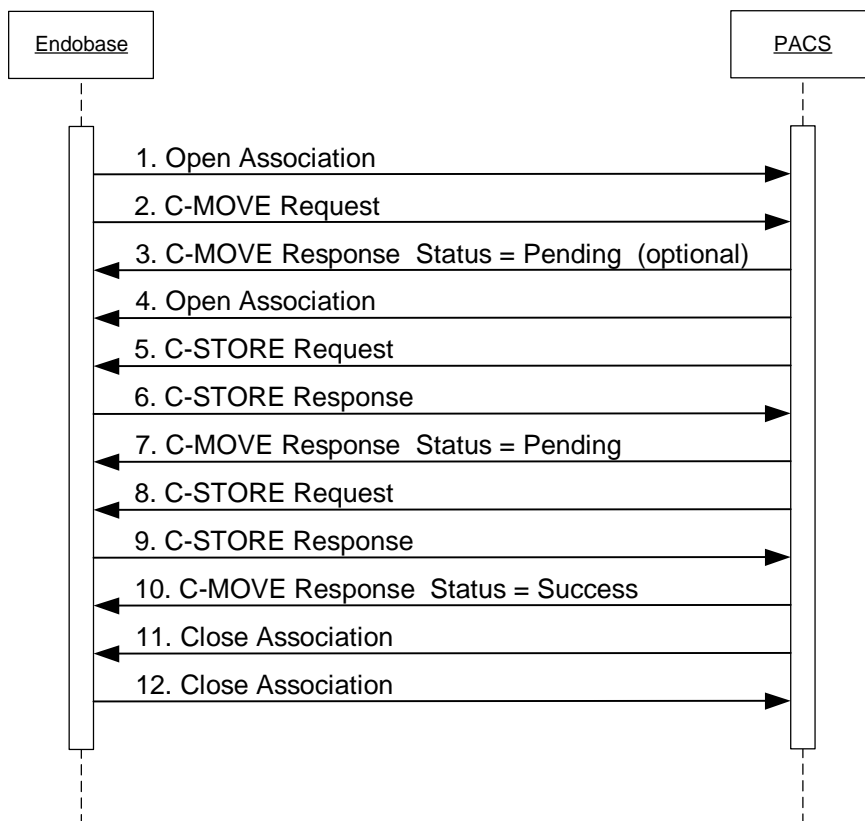 Endobase
PACS
1. Open Association
2. C-MOVE Request
3. C-MOVE Response  Status = Pending  (optional)
4. Open Association
5. C-STORE Request
6. C-STORE Response
7. C-MOVE Response  Status = Pending
8. C-STORE Request
9. C-STORE Response
10. C-MOVE Response  Status = Success
11. Close Association
12. Close Association